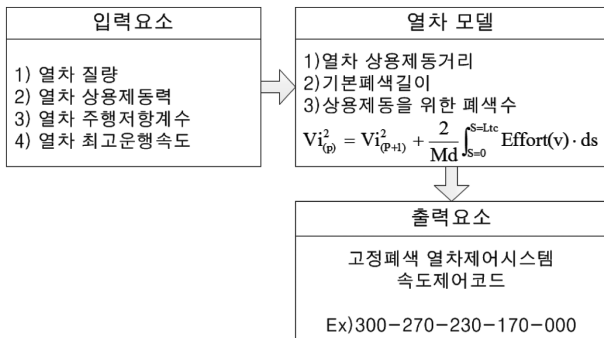 입력요소
1) 열차 질량
2) 열차 상용제동력
3) 열차 주행저항계수
4) 열차 최고운행속도
열차 모델
1)열차 상용제동거리
2)기본폐색길이
3)상용제동을 위한 폐색수
Vi²₍ₚ₎ = Vi²₍P+1₎ + 2/Md ∫_{S=0}^{S=Ltc} Effort(v)·ds
출력요소
고정폐색 열차제어시스템
속도제어코드
Ex)300-270-230-170-000